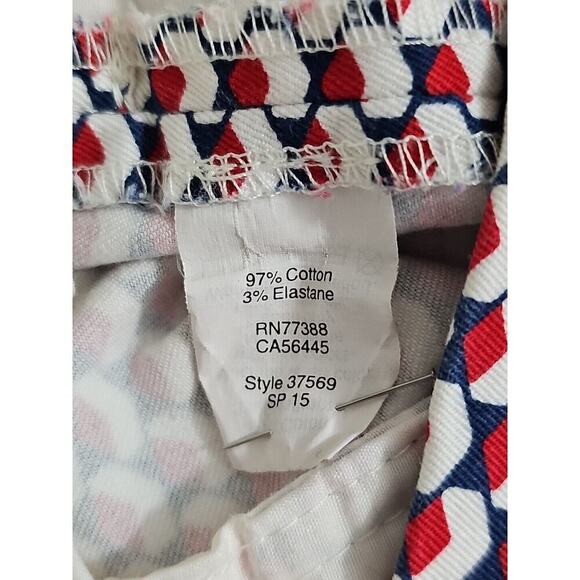 97% Cotton
3% Elastane
RN77388
CA56445
Style 37569
SP 15